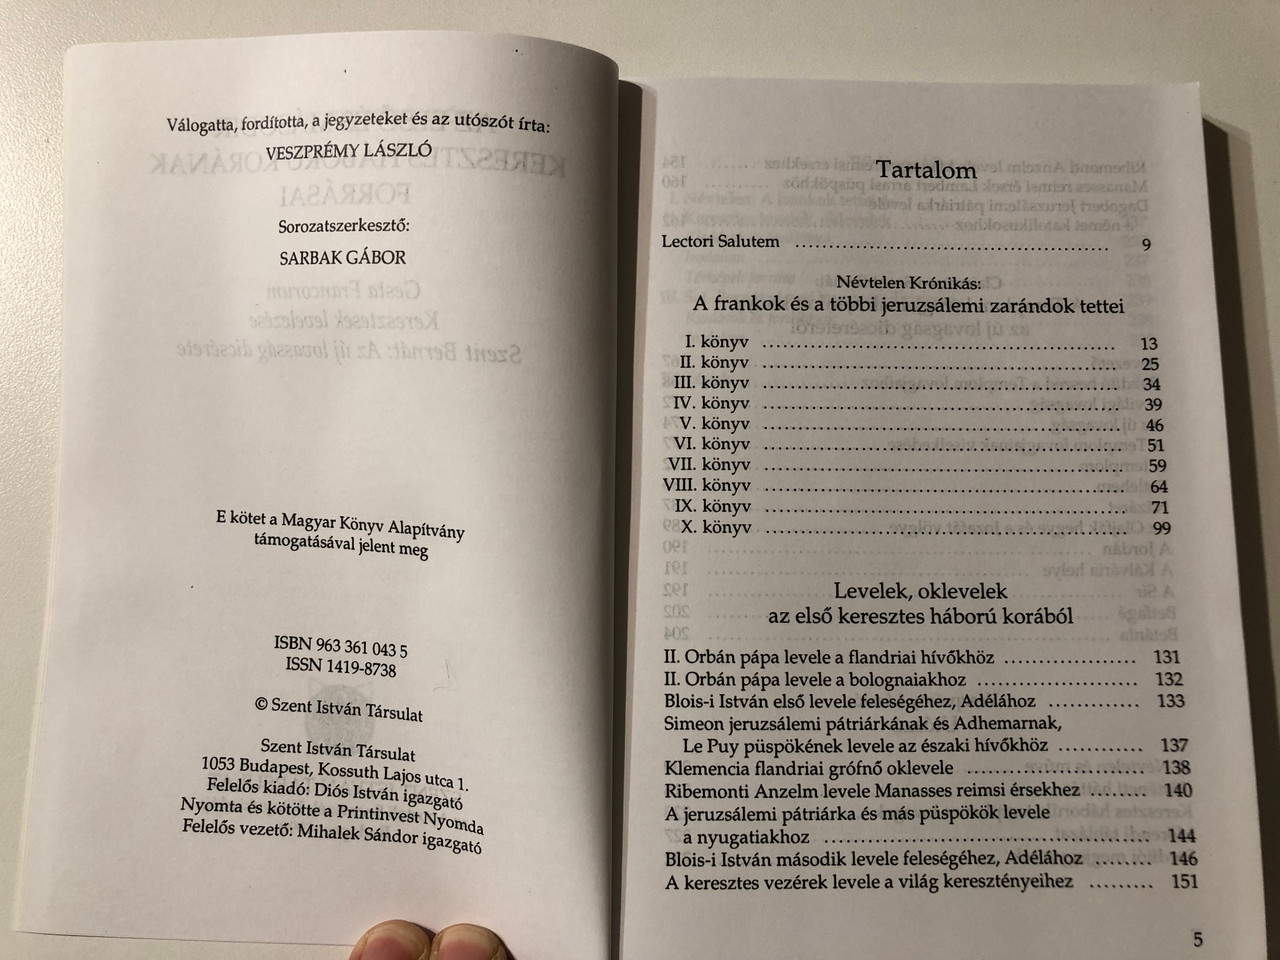 Válogatta, fordította, a jegyzeteket és az utószót írta:
VESZPRÉMY LÁSZLÓ
Sorozatszerkesztő:
SARBAK GÁBOR
E kötet a Magyar Könyv Alapítvány
támogatásával jelent meg
ISBN 963 361 043 5
ISSN 1419-8738
© Szent István Társulat
Szent István Társulat
1053 Budapest, Kossuth Lajos utca 1.
Felelős kiadó: Diós István igazgató
Nyomta és kötötte a Printinvest Nyomda
Felelős vezető: Mihalek Sándor igazgató
Tartalom
Lectori Salutem ........ 9
Névtelen Krónikás:
A frankok és a többi jeruzsálemi zarándok tettei
I. könyv ........ 13
II. könyv ........ 25
III. könyv ........ 34
IV. könyv ........ 39
V. könyv ........ 46
VI. könyv ........ 51
VII. könyv ........ 59
VIII. könyv ........ 64
IX. könyv ........ 71
X. könyv ........ 99
Levelek, oklevelek
az első keresztes háború korából
II. Orbán pápa levele a flandriai hívőkhöz ........ 131
II. Orbán pápa levele a bolognaiakhoz ........ 132
Blois-i István első levele feleségéhez, Adélához ........ 133
Simeon jeruzsálemi pátriárkának és Adhemarnak,
Le Puy püspökének levele az északi hívőkhöz ........ 137
Klemencia flandriai grófnő oklevele ........ 138
Ribemonti Anzelm levele Manasses reimsi érsekhez ........ 140
A jeruzsálemi pátriárka és más püspökök levele
a nyugatiakhoz ........ 144
Blois-i István második levele feleségéhez, Adélához ........ 146
A keresztes vezérek levele a világ keresztényeihez ........ 151
5